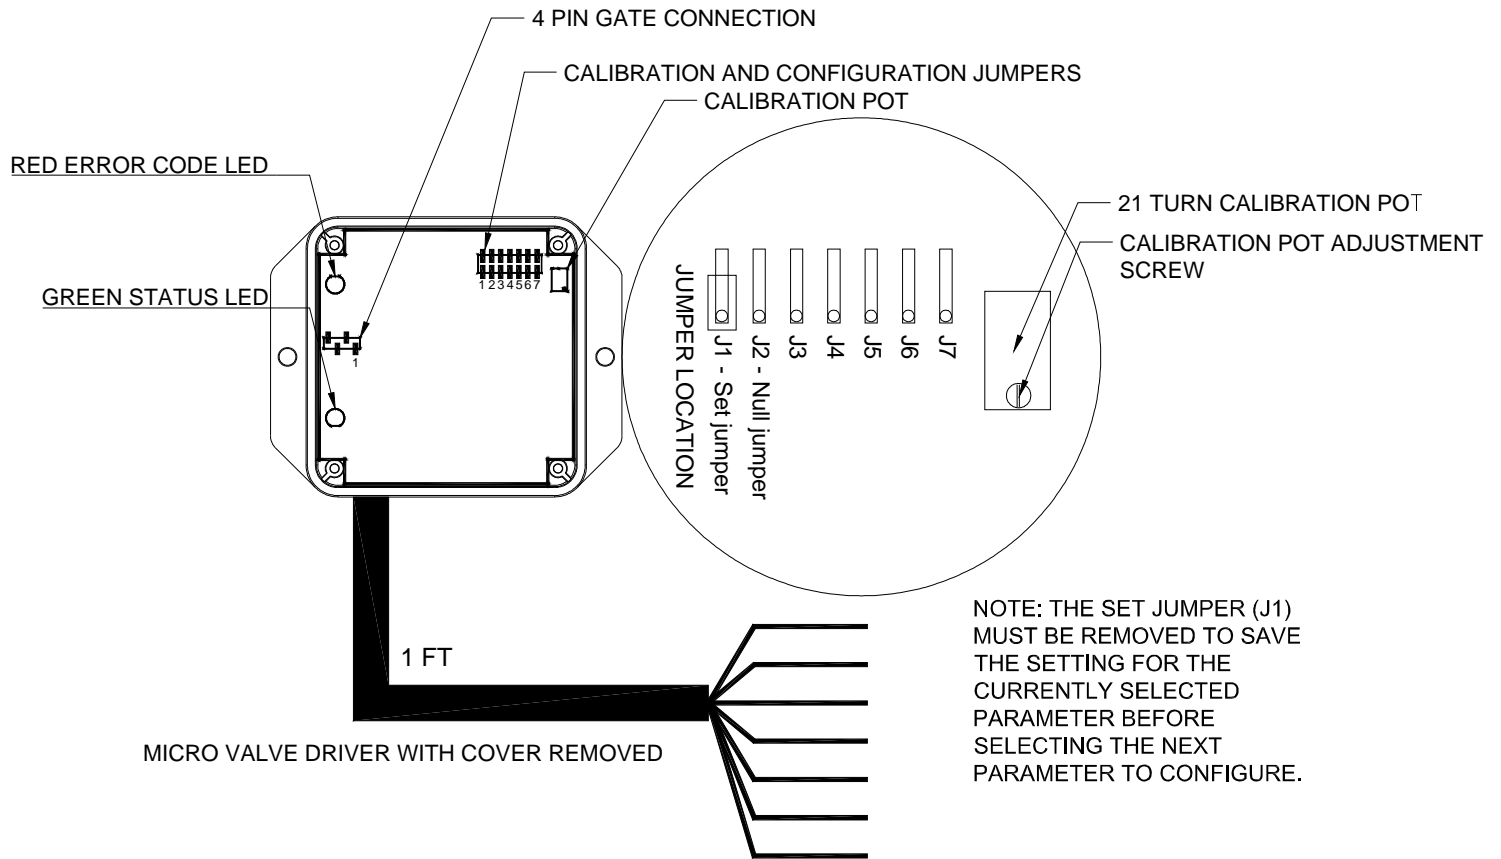 4 PIN GATE CONNECTION
CALIBRATION AND CONFIGURATION JUMPERS
CALIBRATION POT
RED ERROR CODE LED
GREEN STATUS LED
1234567
1
21 TURN CALIBRATION POT
CALIBRATION POT ADJUSTMENT
SCREW
JUMPER LOCATION
J1 - Set jumper
J2 - Null jumper
J3
J4
J5
J6
J7
1 FT
MICRO VALVE DRIVER WITH COVER REMOVED
NOTE: THE SET JUMPER (J1)
MUST BE REMOVED TO SAVE
THE SETTING FOR THE
CURRENTLY SELECTED
PARAMETER BEFORE
SELECTING THE NEXT
PARAMETER TO CONFIGURE.